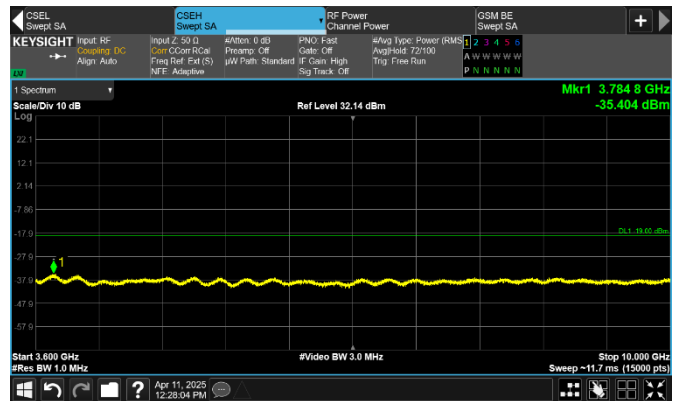 CSEL
Swept SA
CSEH
Swept SA
RF Power
Channel Power
GSM BE
Swept SA
+
KEYSIGHT
Input: RF
Coupling: DC
Align: Auto
LXI
Input Z: 50 Ω
Corr CCorr RCal
Freq Ref: Ext (S)
NFE: Adaptive
#Atten: 0 dB
Preamp: Off
µW Path: Standard
PNO: Fast
Gate: Off
IF Gain: High
Sig Track: Off
#Avg Type: Power (RMS)
Avg|Hold: 72/100
Trig: Free Run
1 2 3 4 5 6
A W W W W W
P N N N N N
1 Spectrum
Mkr1 3.784 8 GHz
Scale/Div 10 dB
Ref Level 32.14 dBm
-35.404 dBm
Log
22.1
12.1
2.14
-7.86
-17.9
DL1 -19.00 dBm
-27.9
1
-37.9
-47.9
-57.9
Start 3.600 GHz
#Video BW 3.0 MHz
Stop 10.000 GHz
#Res BW 1.0 MHz
Sweep ~11.7 ms (15000 pts)
?
Apr 11, 2025
12:28:04 PM